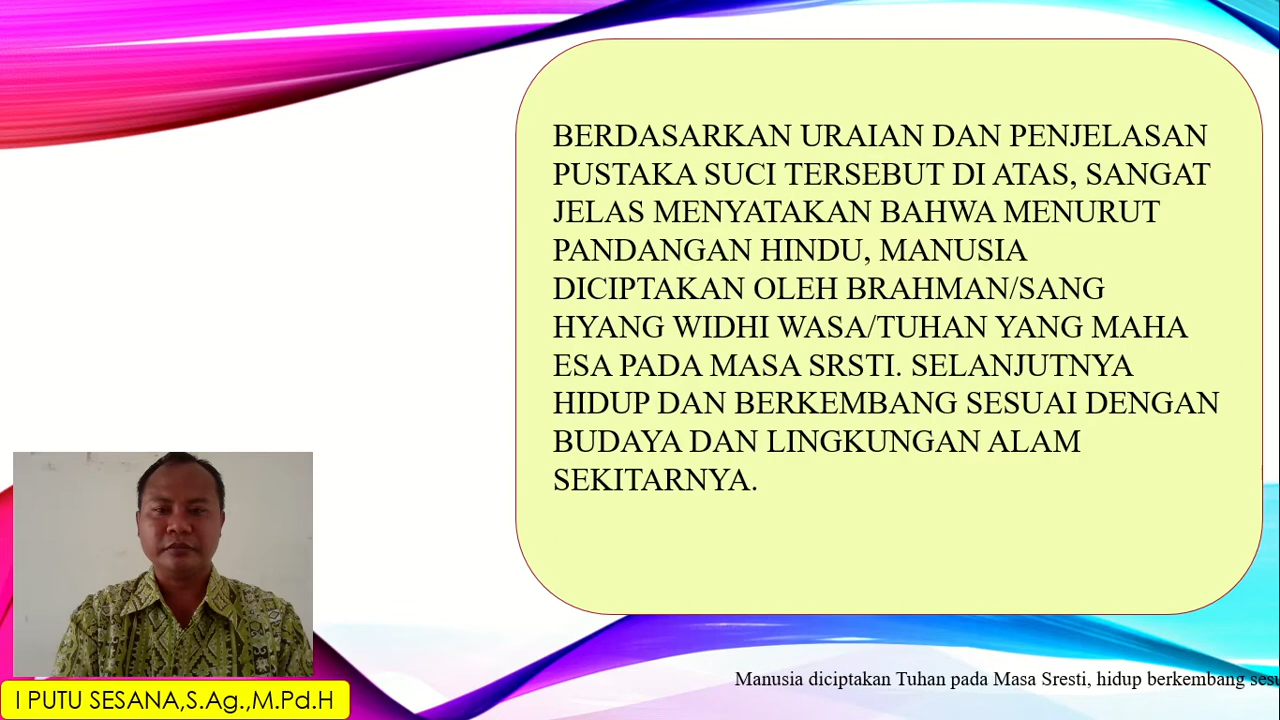 BERDASARKAN URAIAN DAN PENJELASAN
PUSTAKA SUCI TERSEBUT DI ATAS, SANGAT
JELAS MENYATAKAN BAHWA MENURUT
PANDANGAN HINDU, MANUSIA
DICIPTAKAN OLEH BRAHMAN/SANG
HYANG WIDHI WASA/TUHAN YANG MAHA
ESA PADA MASA SRSTI. SELANJUTNYA
HIDUP DAN BERKEMBANG SESUAI DENGAN
BUDAYA DAN LINGKUNGAN ALAM
SEKITARNYA.
Manusia diciptakan Tuhan pada Masa Sresti, hidup berkembang
I PUTU SESANA,S.Ag.,M.Pd.H